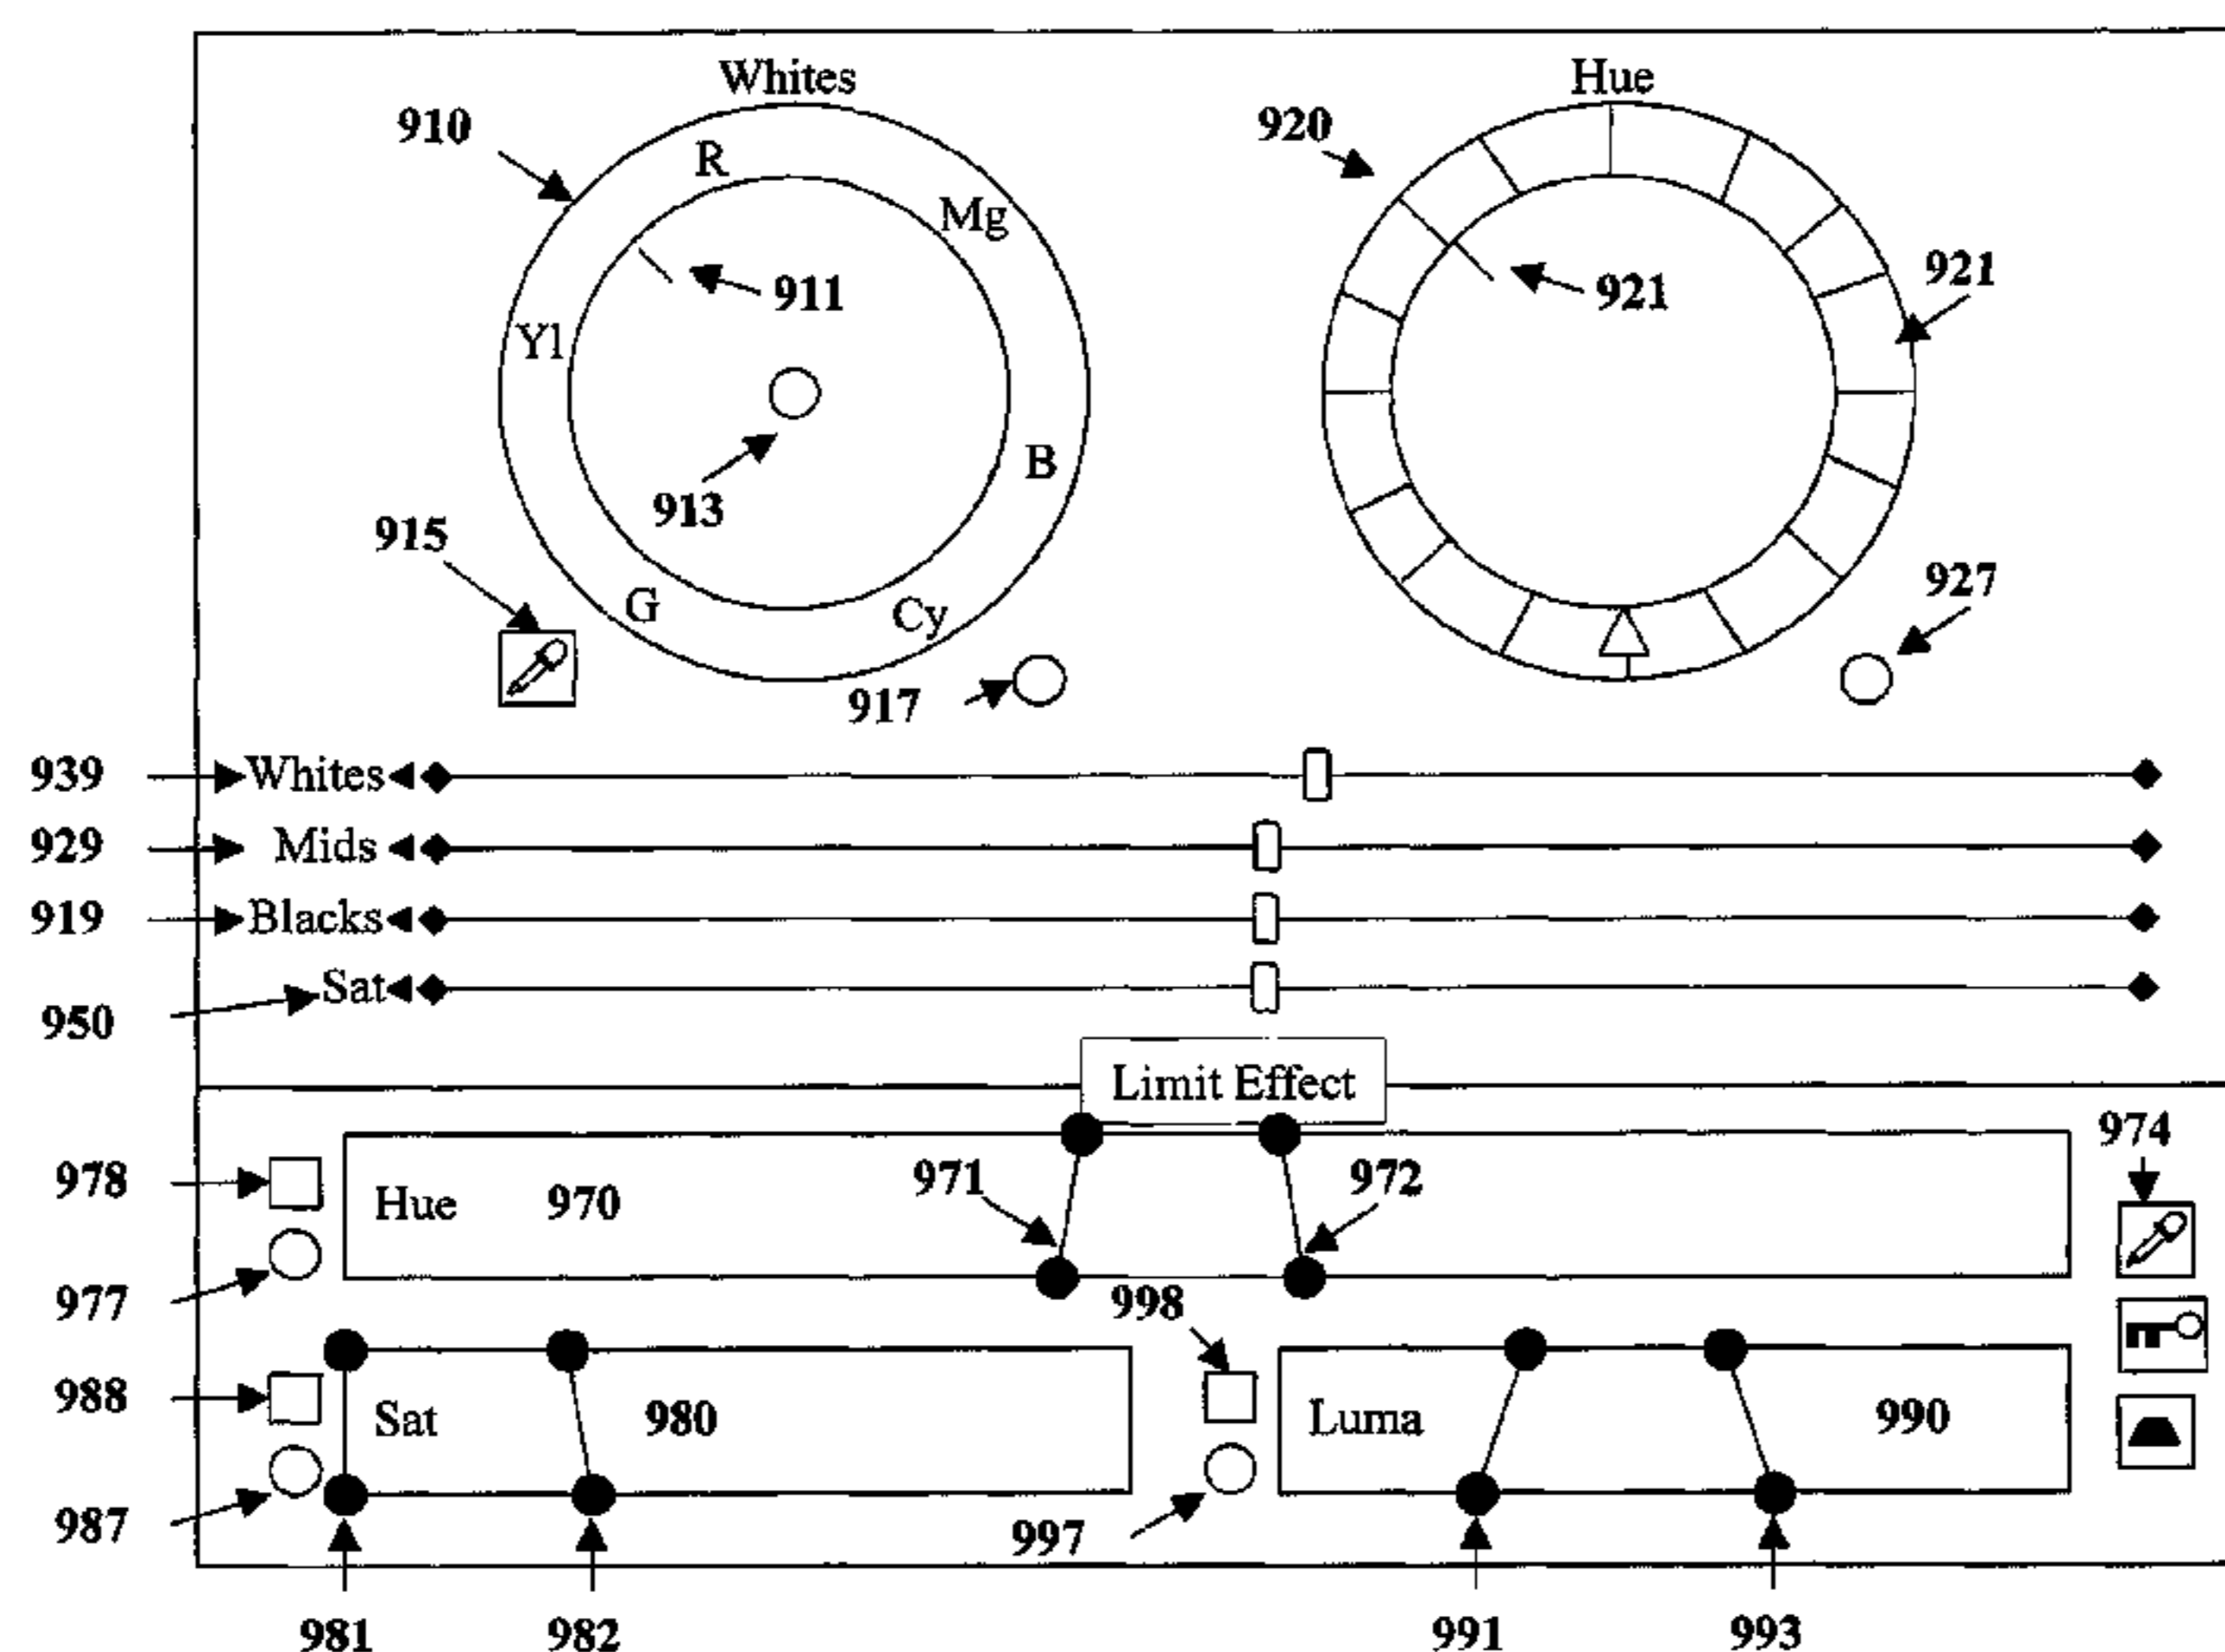 Whites
Hue
910
920
R
Mg
921
911
921
Yl
B
913
915
927
G
Cy
917
939 Whites
929 Mids
919 Blacks
Sat
950
Limit Effect
974
978
971
972
Hue 970
977
998
988
Sat 980
Luma 990
987
997
981 982 991 993